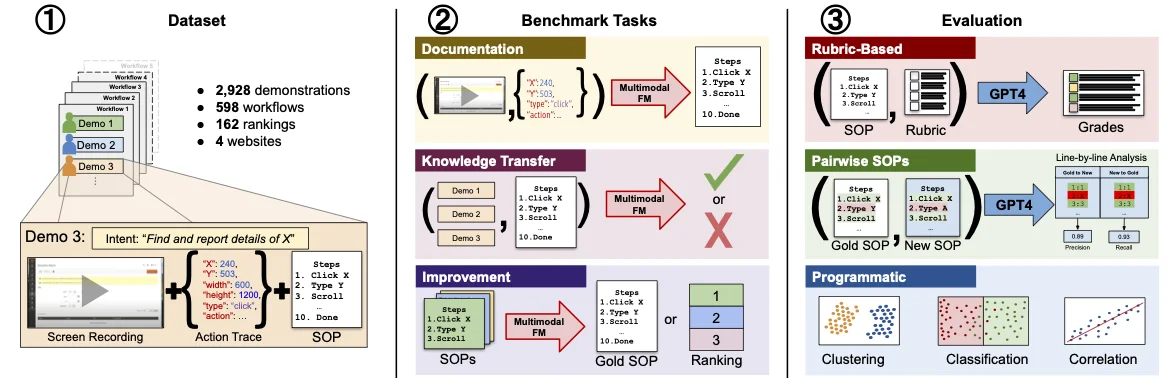 ① Dataset
Workflow 5
Workflow 4
Workflow 3
Workflow 2
Workflow 1
Demo 1
Demo 2
Demo 3
⋮
● 2,928 demonstrations
● 598 workflows
● 162 rankings
● 4 websites
Demo 3:
Intent: “Find and report details of X”
+
{
"X": 240,
"Y": 503,
"width": 600,
"height": 1200,
"type": "click",
"action": …
}
+
Steps
1. Click X
2. Type Y
3. Scroll
…
10. Done
Screen Recording
Action Trace
SOP
② Benchmark Tasks
Documentation
(
,
{
"X": 240,
"Y": 503,
"type": "click",
"action":...
}
)
Multimodal
FM
Steps
1.Click X
2.Type Y
3.Scroll
…
10.Done
Knowledge Transfer
(
Demo 1
Demo 2
Demo 3
,
Steps
1.Click X
2.Type Y
3.Scroll
…
10.Done
)
Multimodal
FM
✓
or
X
Improvement
Steps
1.Click X
2.Type Y
3.Scroll
SOPs
Multimodal
FM
Steps
1.Click X
2.Type Y
3.Scroll
…
10.Done
Gold SOP
or
1
2
3
Ranking
③ Evaluation
Rubric-Based
(
Steps
1.Click X
2.Type Y
3.Scroll
…
SOP
,
Rubric
)
GPT4
Grades
Pairwise SOPs
(
Steps
1.Click X
2.Type Y
3.Scroll
…
Gold SOP
,
Steps
1.Click X
2.Type A
3.Scroll
…
New SOP
)
GPT4
Line-by-line Analysis
Gold to New
1:1
3:3
...
0.89
Precision
New to Gold
1:1
3:3
...
0.93
Recall
Programmatic
Clustering
Classification
Correlation